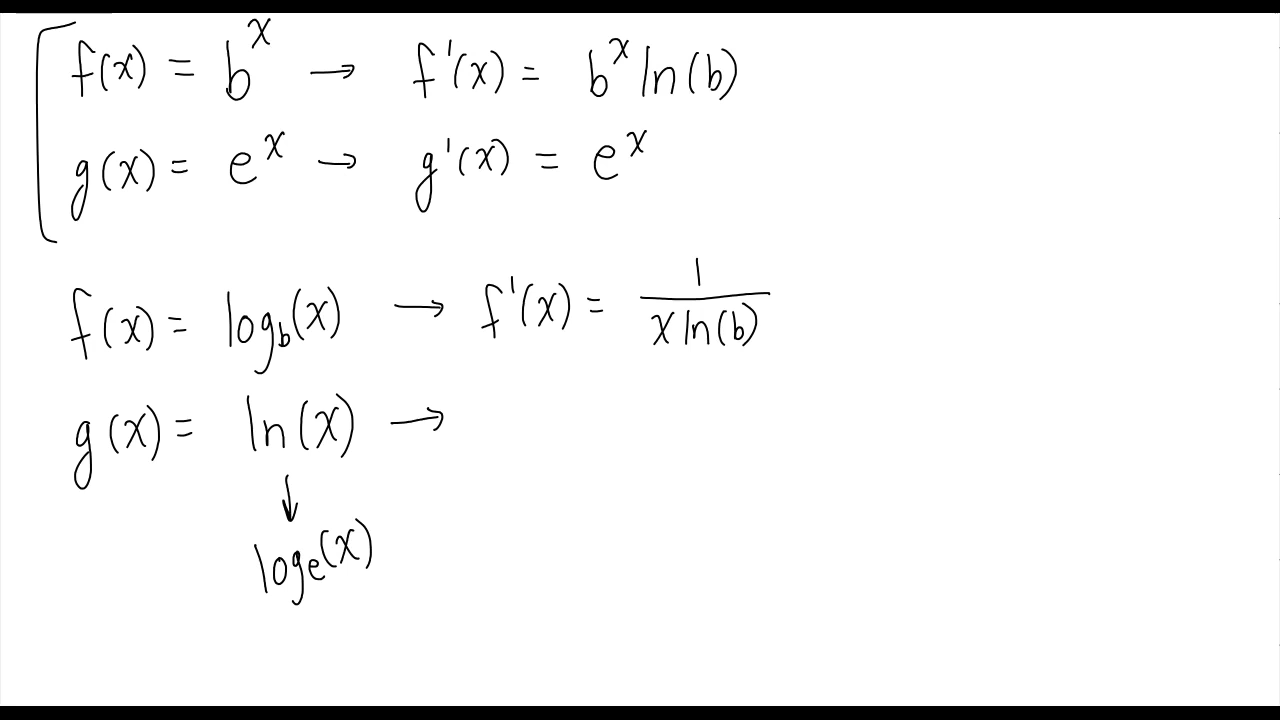 f(x) = b^x → f'(x) = b^x ln(b)
g(x) = e^x → g'(x) = e^x
f(x) = log_b(x) → f'(x) = 1/(x ln(b))
g(x) = ln(x) →
↓
log_e(x)